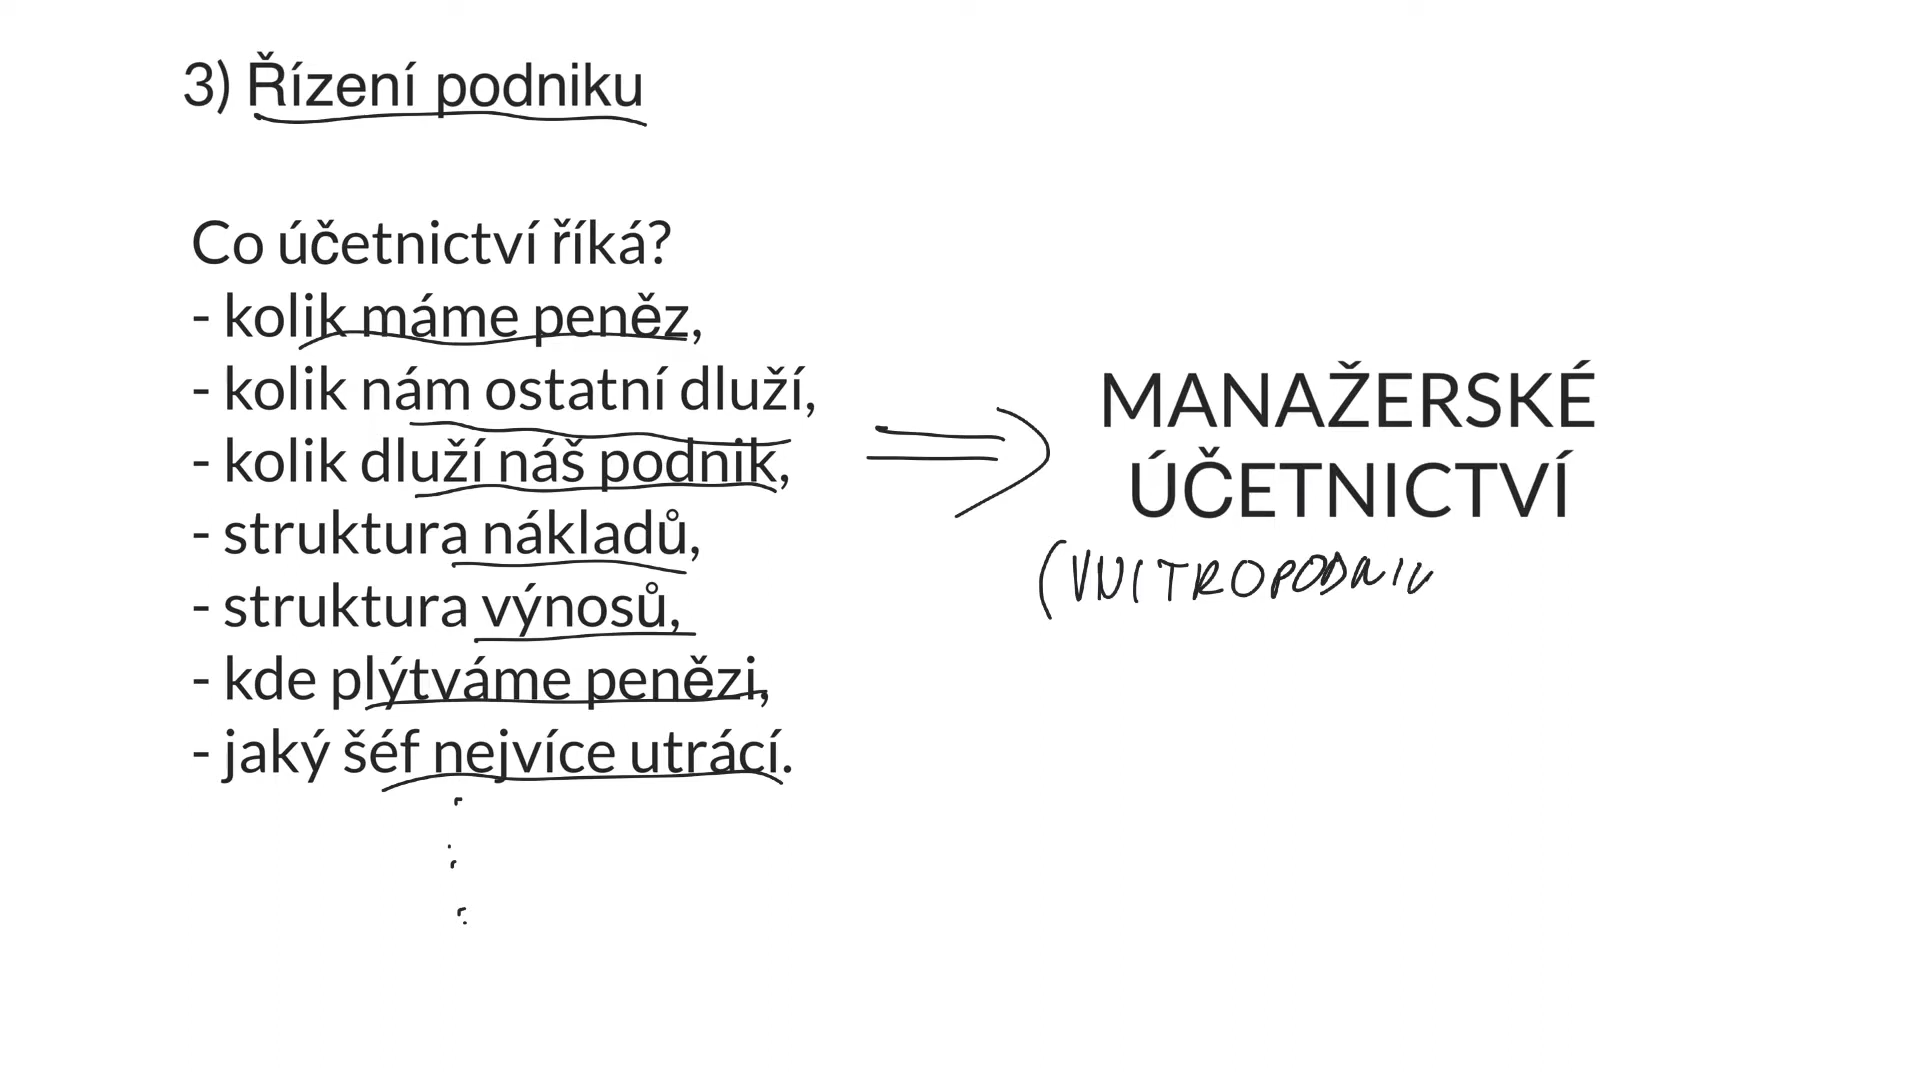 3) Řízení podniku
Co účetnictví říká?
- kolik máme peněz,
- kolik nám ostatní dluží,
- kolik dluží náš podnik,
- struktura nákladů,
- struktura výnosů,
- kde plýtváme penězi,
- jaký šéf nejvíce utrácí.
MANAŽERSKÉ
ÚČETNICTVÍ
(VNITROPODNI